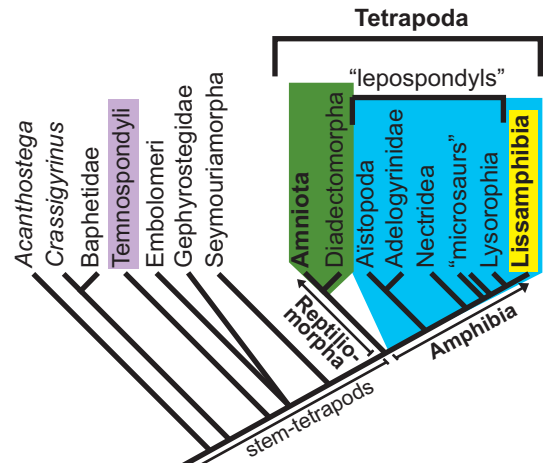 Tetrapoda
“lepospondyls”
Acanthostega
Crassigyrinus
Baphetidae
Temnospondyli
Embolomeri
Gephyrostegidae
Seymouriamorpha
Amniota
Diadectomorpha
Aïstopoda
Adelogyrinidae
Nectridea
“microsaurs”
Lysorophia
Lissamphibia
Reptilio-
morpha
Amphibia
stem-tetrapods